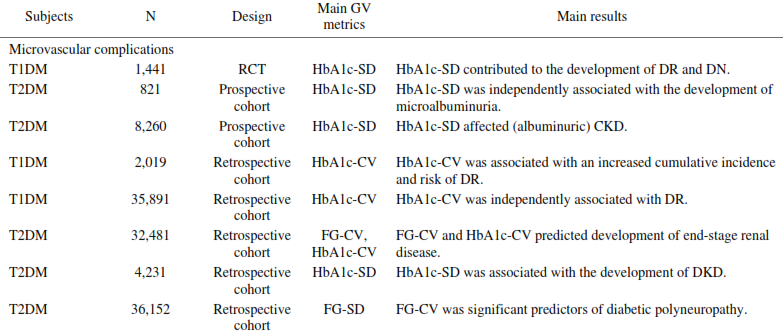 Subjects N Design Main GV metrics Main results
Microvascular complications
T1DM 1,441 RCT HbA1c-SD HbA1c-SD contributed to the development of DR and DN.
T2DM 821 Prospective HbA1c-SD HbA1c-SD was independently associated with the development of
cohort microalbuminuria.
T2DM 8,260 Prospective HbA1c-SD HbA1c-SD affected (albuminuric) CKD.
cohort
T1DM 2,019 Retrospective HbA1c-CV HbA1c-CV was associated with an increased cumulative incidence
cohort and risk of DR.
T1DM 35,891 Retrospective HbA1c-CV HbA1c-CV was independently associated with DR.
cohort
T2DM 32,481 Retrospective FG-CV, FG-CV and HbA1c-CV predicted development of end-stage renal
cohort HbA1c-CV disease.
T2DM 4,231 Retrospective HbA1c-SD HbA1c-SD was associated with the development of DKD.
cohort
T2DM 36,152 Retrospective FG-SD FG-CV was significant predictors of diabetic polyneuropathy.
cohort